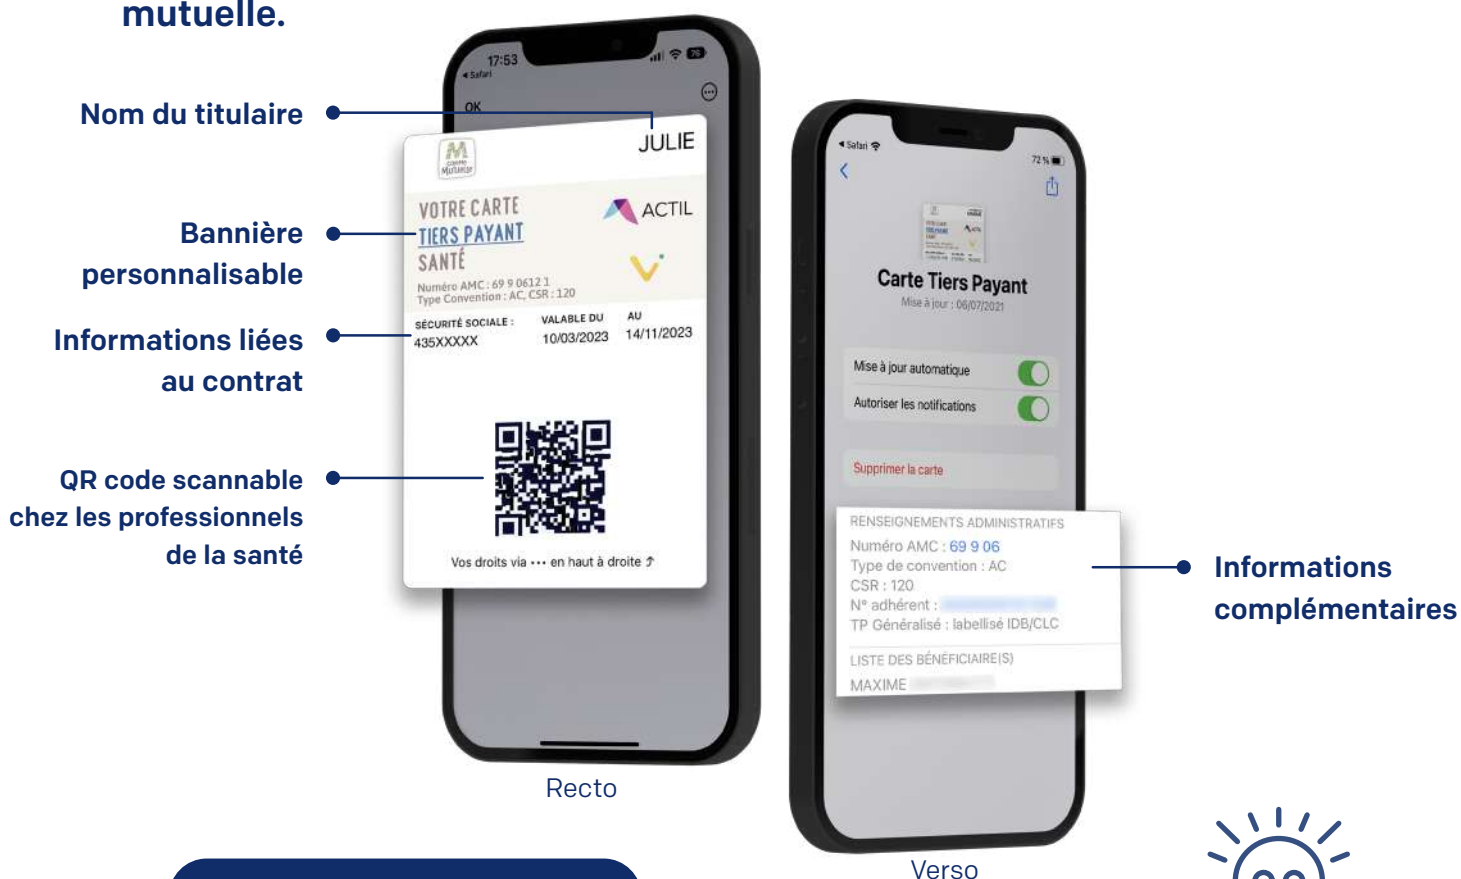 mutuelle.
Nom du titulaire
Bannière
personnalisable
Informations liées
au contrat
QR code scannable
chez les professionnels
de la santé
17:53
76
◂ Safari
OK
M
comme
Mutuelle
JULIE
VOTRE CARTE
TIERS PAYANT
SANTÉ
ACTIL
Numéro AMC : 69 9 0612 1
Type Convention : AC, CSR : 120
SÉCURITÉ SOCIALE :
435XXXXX
VALABLE DU
10/03/2023
AU
14/11/2023
Vos droits via ••• en haut à droite ↗
Recto
◂ Safari
72 %
Carte Tiers Payant
Mise à jour : 06/07/2021
Mise à jour automatique
Autoriser les notifications
Supprimer la carte
RENSEIGNEMENTS ADMINISTRATIFS
Numéro AMC : 69 9 06
Type de convention : AC
CSR : 120
N° adhérent :
TP Généralisé : labellisé IDB/CLC
LISTE DES BÉNÉFICIAIRE(S)
MAXIME
Informations
complémentaires
Verso